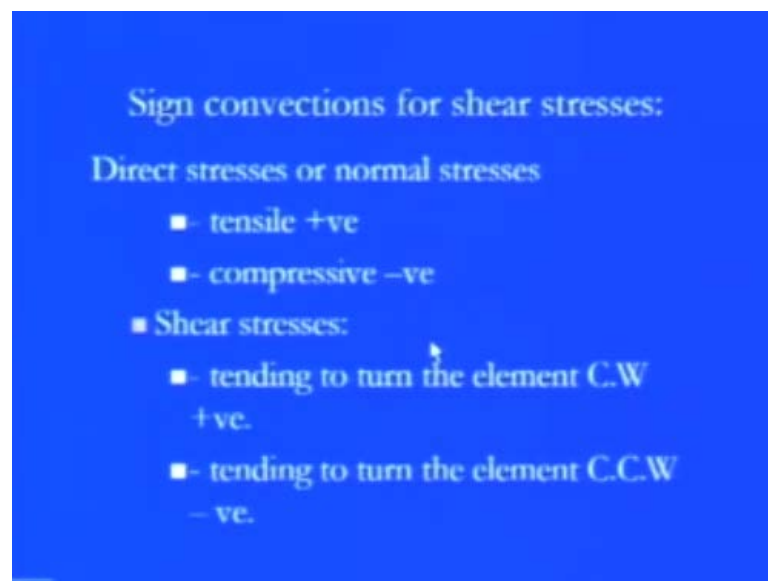 Sign convections for shear stresses:
Direct stresses or normal stresses
- tensile +ve
- compressive –ve
Shear stresses:
- tending to turn the element C.W
+ve.
- tending to turn the element C.C.W
– ve.